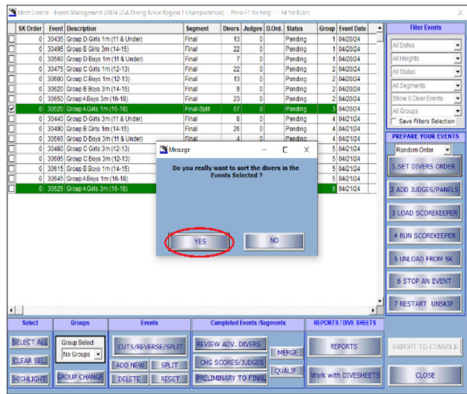 Meet Control - Events Management (2024 USA Diving Junior Region 1 Championships) - Press F1 for Help - F4 for Rules
SK Order Event Description Segment Divers Judges D.Ord. Status Group Event Date
0 30435 Group D Girls 1m (11 & Under) Final 13 0 Pending 1 04/20/24
0 30495 Group B Girls 3m (14-15) Final 22 0 Pending 1 04/20/24
0 30560 Group D Boys 1m (11 & Under) Final 7 0 Pending 1 04/20/24
0 30475 Group C Girls 1m (12-13) Final 22 0 Pending 2 04/20/24
0 30600 Group C Boys 1m (12-13) Final 13 0 Pending 2 04/20/24
0 30620 Group B Boys 3m (14-15) Final 9 0 Pending 2 04/20/24
0 30650 Group A Boys 3m (16-18) Final 23 0 Pending 2 04/20/24
0 30520 Group A Girls 1m (16-18) Final-Split 0 Pending 3 04/20/24
0 30440 Group D Girls 3m (11 & Under) Final 8 0 Pending 4 04/21/24
0 30490 Group B Girls 1m (14-15) Final 26 0 Pending 4 04/21/24
0 30565 Group D Boys 3m (11 & Under) Final 4 0 Pending 4 04/21/24
0 30480 Group C Girls 3m (12-13) 04/21/24
0 30605 Group C Boys 3m (12-13) 04/21/24
0 30615 Group B Boys 1m (14-15) 04/21/24
0 30645 Group A Boys 1m (16-18) 04/21/24
0 30525 Group A Girls 3m (16-18) 04/21/24
Message
Do you really want to sort the divers in the
Events Selected ?
YES NO
Filter Events
All Dates
All Heights
All Status
All Segments
Show 0 Diver Events
All Groups
Save Filters Selection
PREPARE YOUR EVENTS
Random Order
1.SET DIVERS ORDER
2 ADD JUDGES/PANELS
3 LOAD SCOREKEEPER
4 RUN SCOREKEEPER
5 UNLOAD FROM SK
6 STOP AN EVENT
7 RESTART UNSKIP
Select Groups Events Completed Events /Segments REPORTS / DIVE SHEETS
SELECT ALL Group Select CUTS/REVERSE/SPLIT REVIEW ADV. DIVERS MERGE REPORTS EXPORT TO CONSOLE
CLEAR SEL No Groups ADD NEW SPLIT CHG SCORES/JUDGES QUALIF
HIGHLIGHT GROUP CHANGE DELETE RESET PRELIMINARY TO FINAL Work with DIVESHEETS CLOSE